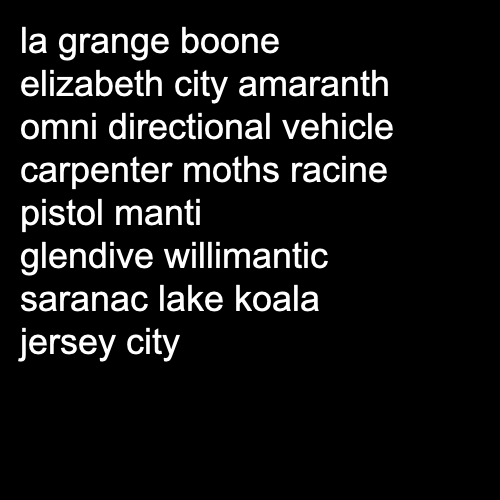 la grange boone
elizabeth city amaranth
omni directional vehicle
carpenter moths racine
pistol manti
glendive willimantic
saranac lake koala
jersey city